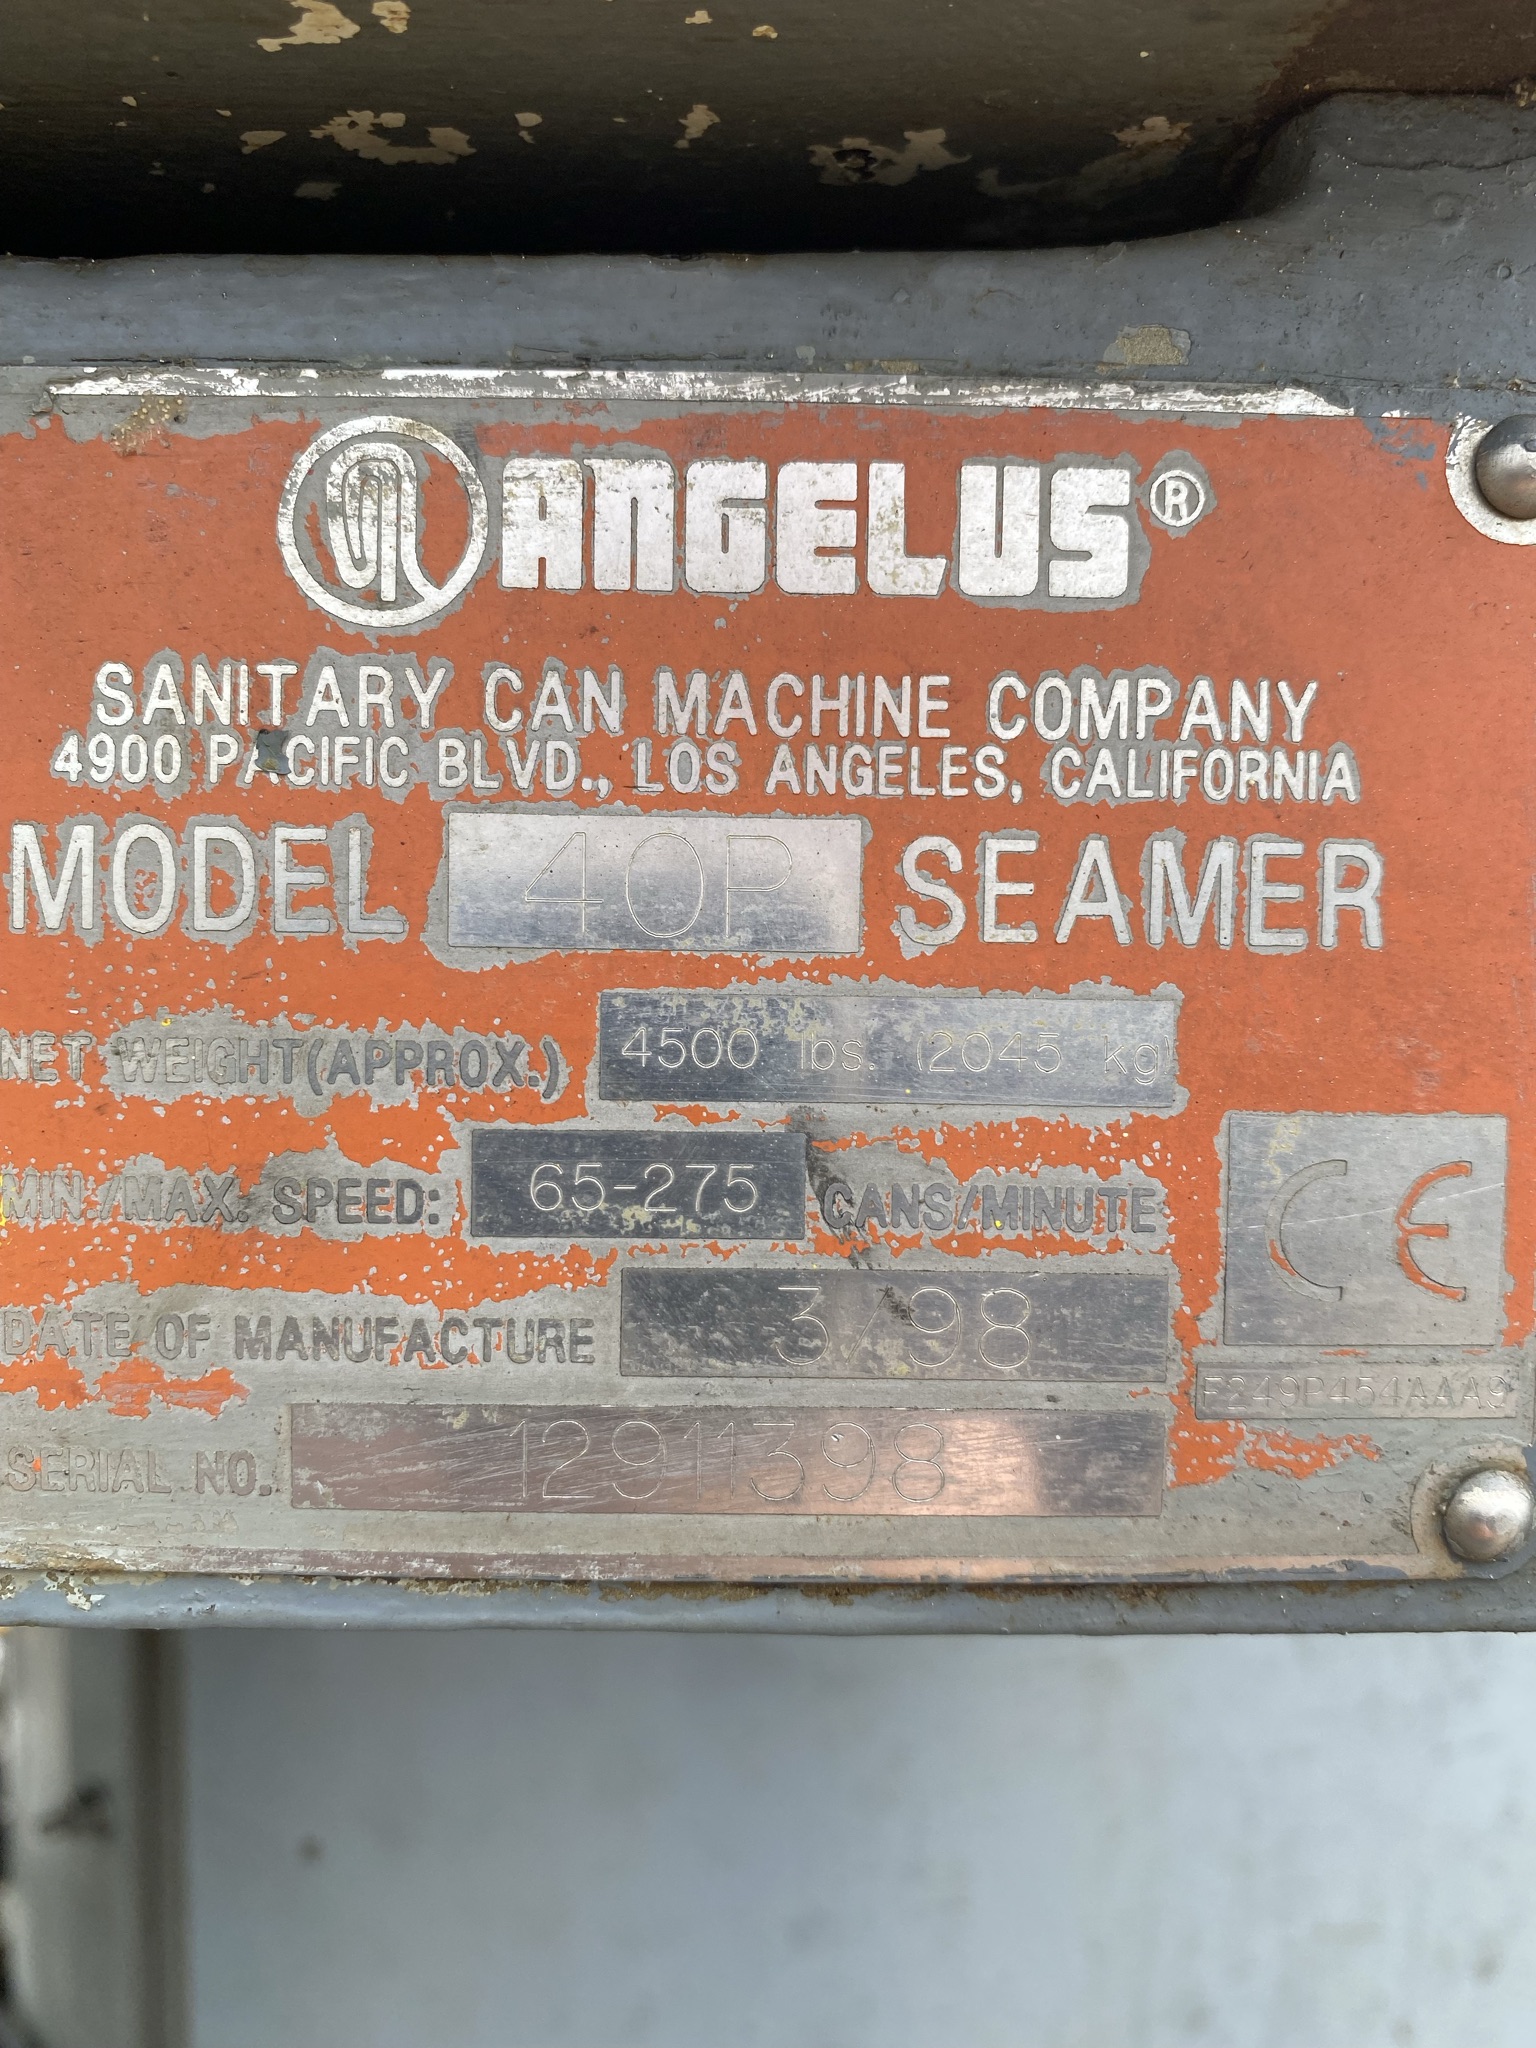 ANGELUS®
SANITARY CAN MACHINE COMPANY
4900 PACIFIC BLVD., LOS ANGELES, CALIFORNIA
MODEL 40P SEAMER
NET WEIGHT(APPROX.) 4500 lbs. (2045 kg)
MIN./MAX. SPEED: 65-275 CANS/MINUTE
CE
DATE OF MANUFACTURE 3/98
F249P454AAA9
SERIAL NO. 12911398